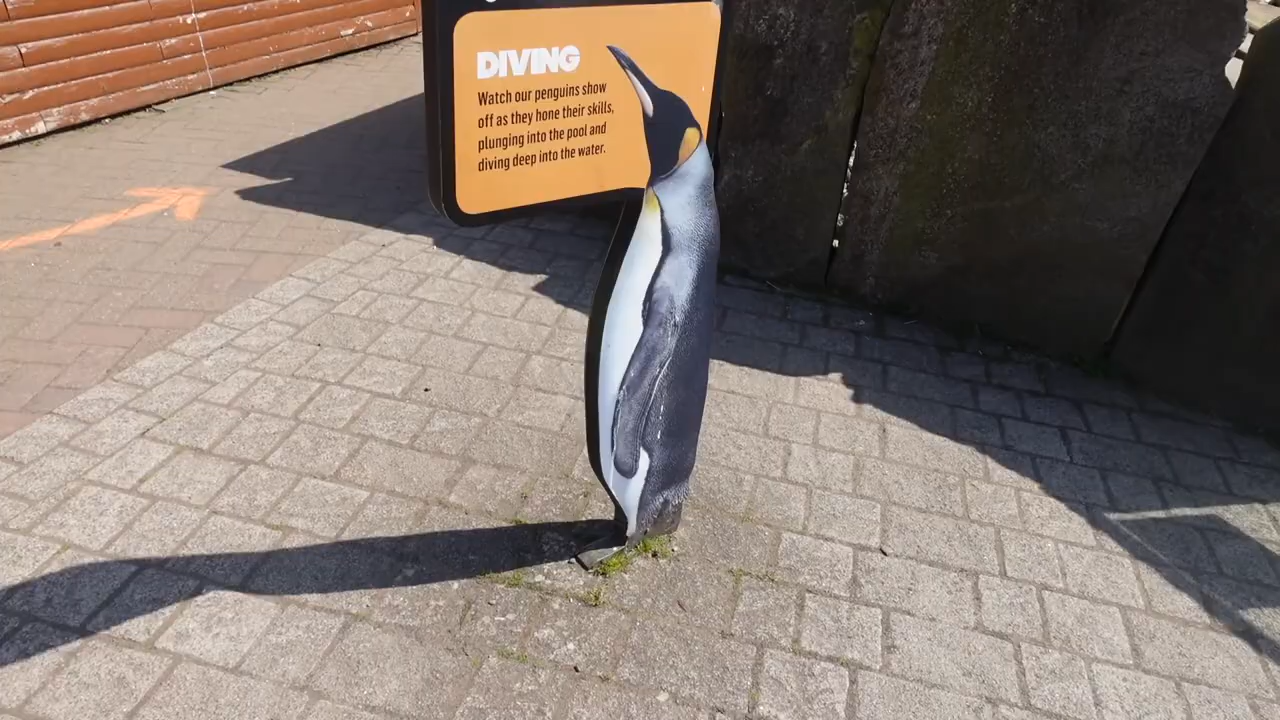 DIVING
Watch our penguins show
off as they hone their skills,
plunging into the pool and
diving deep into the water.